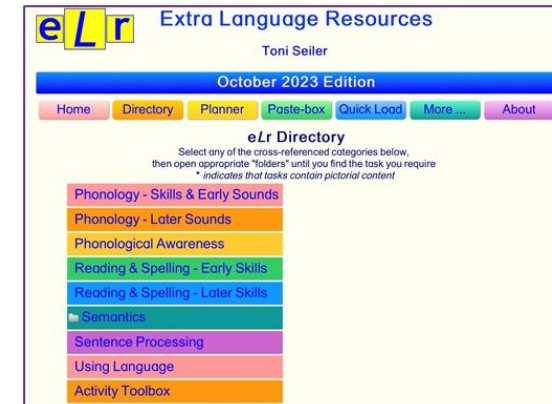 eLr
Extra Language Resources
Toni Seiler
October 2023 Edition
Home Directory Planner Paste-box Quick Load More ... About
eLr Directory
Select any of the cross-referenced categories below,
then open appropriate "folders" until you find the task you require
* indicates that tasks contain pictorial content
Phonology - Skills & Early Sounds
Phonology - Later Sounds
Phonological Awareness
Reading & Spelling - Early Skills
Reading & Spelling - Later Skills
Semantics
Sentence Processing
Using Language
Activity Toolbox